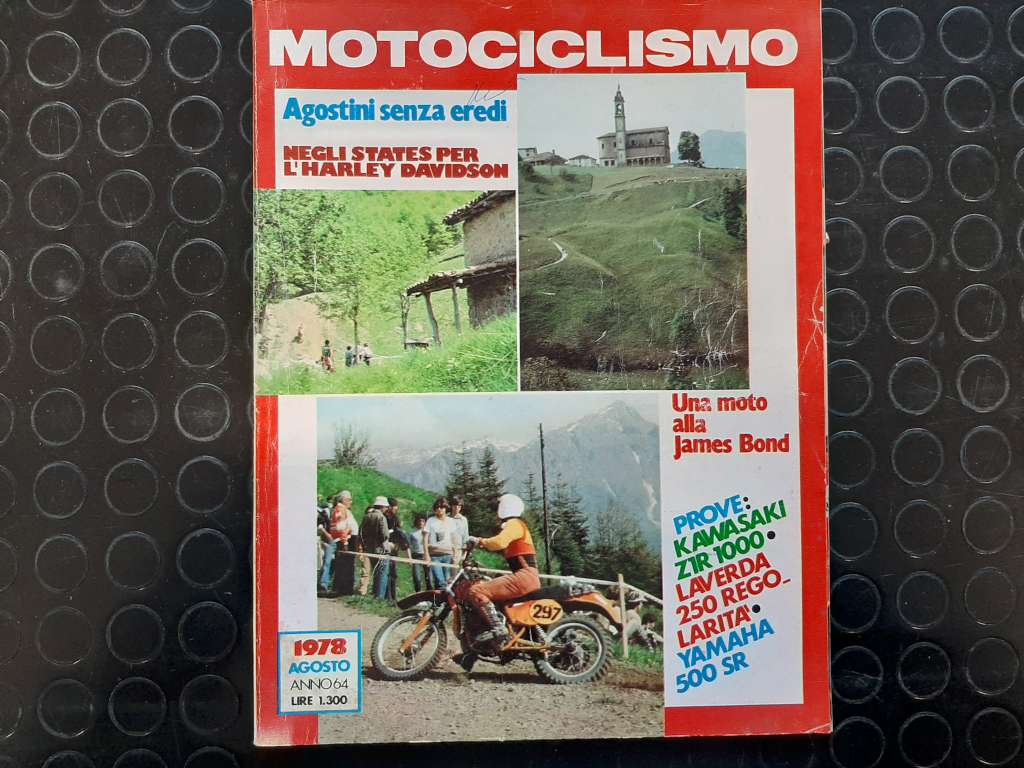 MOTOCICLISMO
Agostini senza eredi
NEGLI STATES PER
L'HARLEY DAVIDSON
Una moto
alla
James Bond
PROVE:
KAWASAKI
Z1R 1000 •
LAVERDA
250 REGO_
LARITA' •
YAMAHA
500 SR
297
1978
AGOSTO
ANNO 64
LIRE 1.300